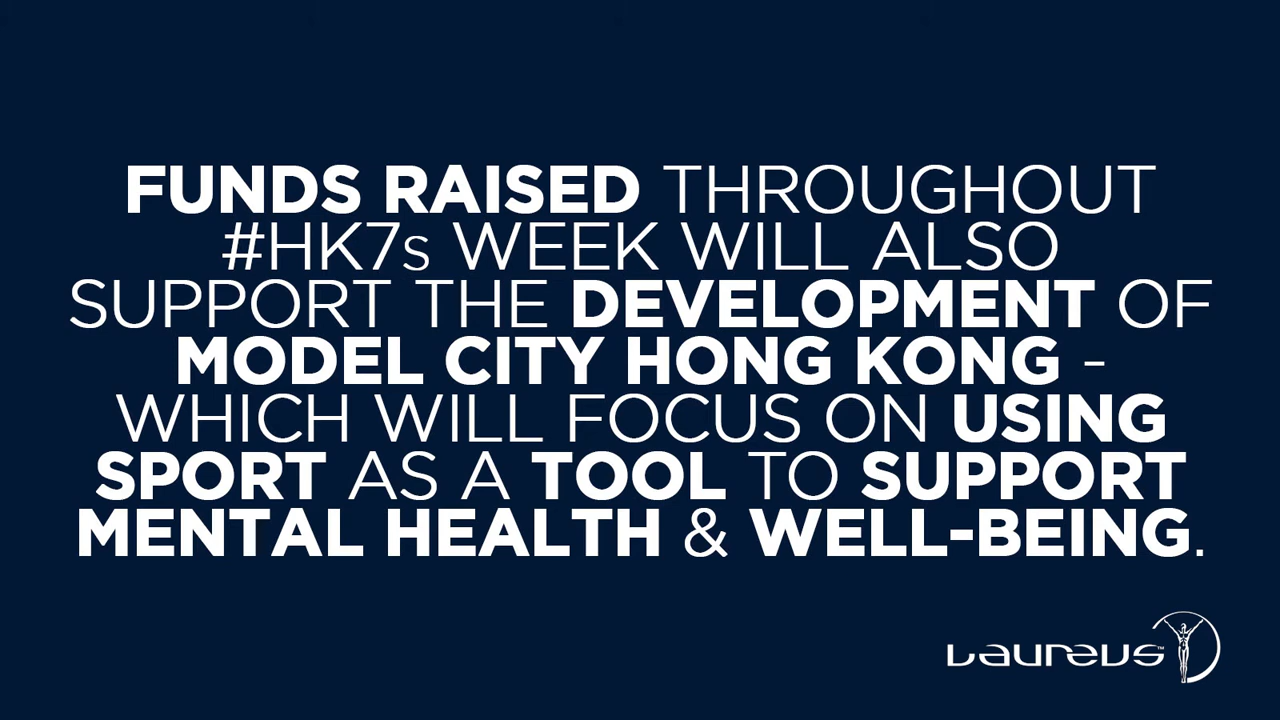 FUNDS RAISED THROUGHOUT
#HK7s WEEK WILL ALSO
SUPPORT THE DEVELOPMENT OF
MODEL CITY HONG KONG -
WHICH WILL FOCUS ON USING
SPORT AS A TOOL TO SUPPORT
MENTAL HEALTH & WELL-BEING.
LAUREUS™